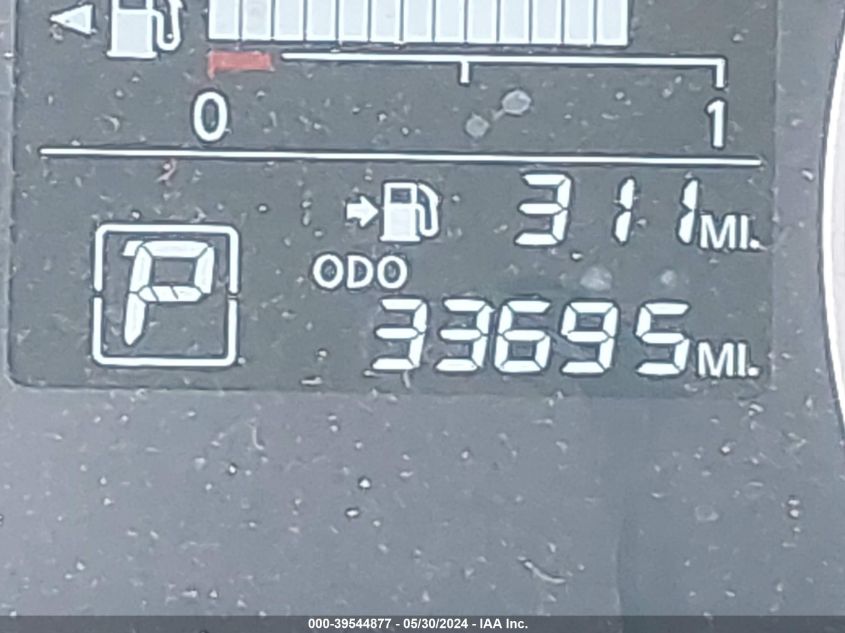 0 1
311 MI.
P
ODO
33695 MI.
000-39544877 - 05/30/2024 - IAA Inc.